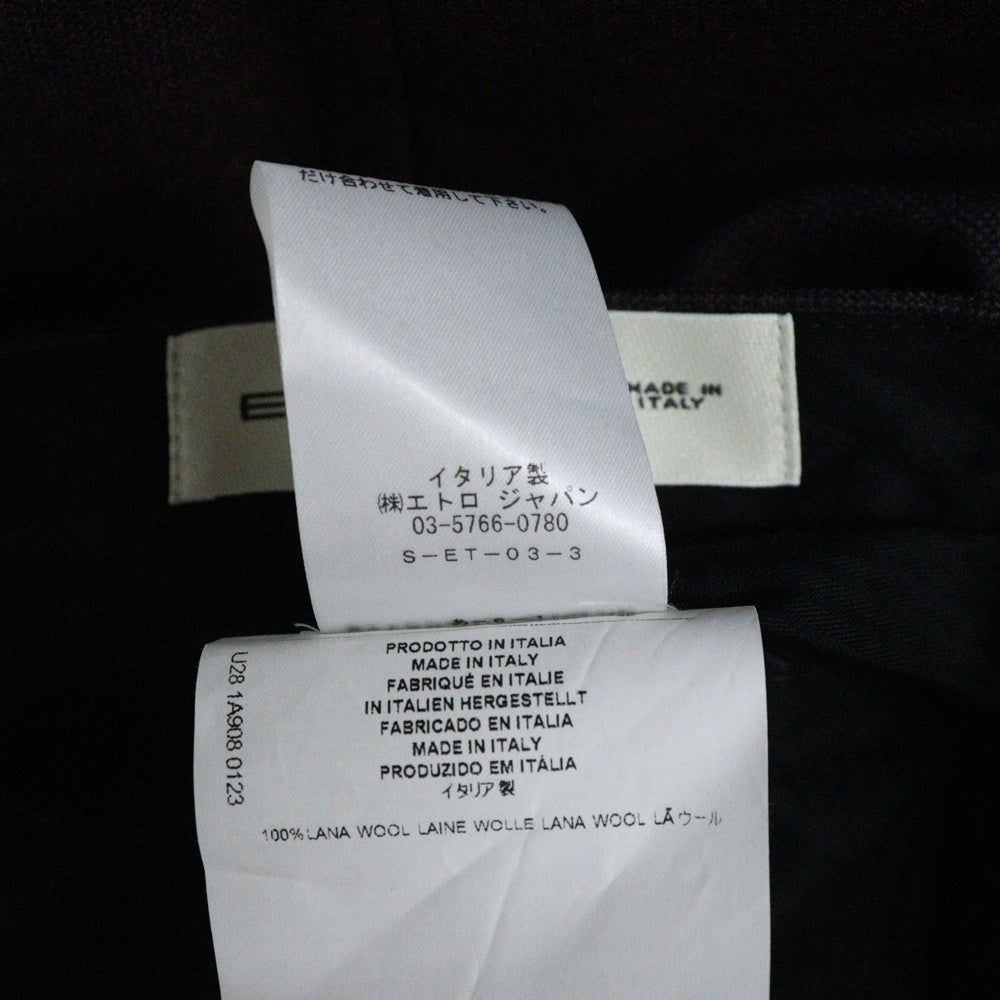 だけ合わせて着用して下さい。
E
MADE IN
ITALY
イタリア製
㈱エトロ ジャパン
03-5766-0780
S-ET-03-3
PRODOTTO IN ITALIA
MADE IN ITALY
FABRIQUÉ EN ITALIE
IN ITALIEN HERGESTELLT
FABRICADO EN ITALIA
MADE IN ITALY
PRODUZIDO EM ITÁLIA
イタリア製
U28 1A908 0123
100% LANA WOOL LAINE WOLLE LANA WOOL LÃ ウール